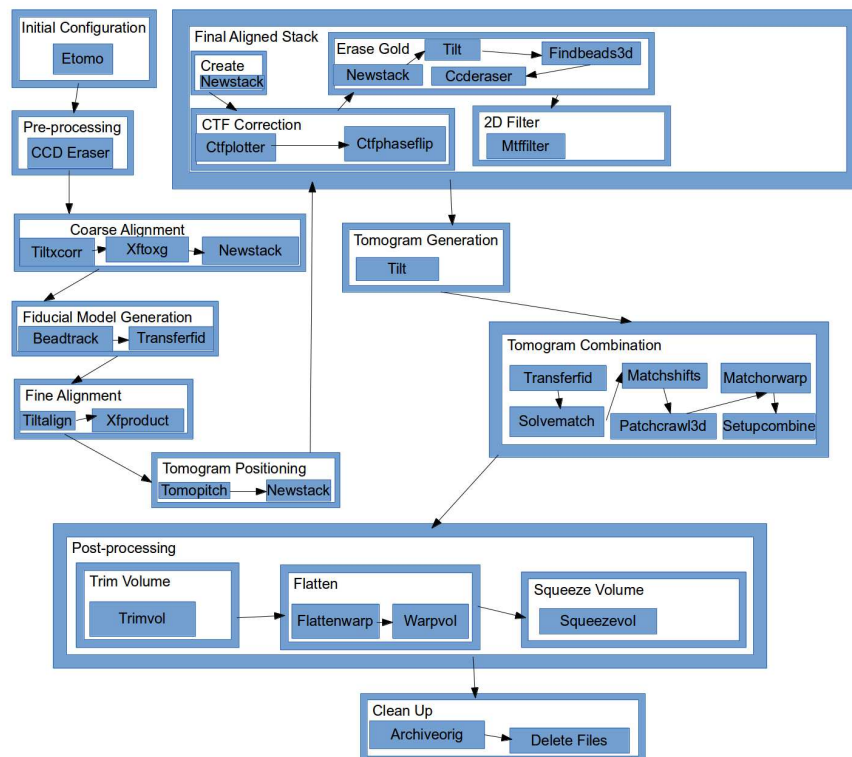 Initial Configuration
Etomo
Pre-processing
CCD Eraser
Coarse Alignment
Tiltxcorr
Xftoxg
Newstack
Fiducial Model Generation
Beadtrack
Transferfid
Fine Alignment
Tiltalign
Xfproduct
Tomogram Positioning
Tomopitch
Newstack
Final Aligned Stack
Create
Newstack
CTF Correction
Ctfplotter
Ctfphaseflip
Erase Gold
Newstack
Tilt
Findbeads3d
Ccderaser
2D Filter
Mtffilter
Tomogram Generation
Tilt
Tomogram Combination
Transferfid
Solvematch
Matchshifts
Patchcrawl3d
Matchorwarp
Setupcombine
Post-processing
Trim Volume
Trimvol
Flatten
Flattenwarp
Warpvol
Squeeze Volume
Squeezevol
Clean Up
Archiveorig
Delete Files